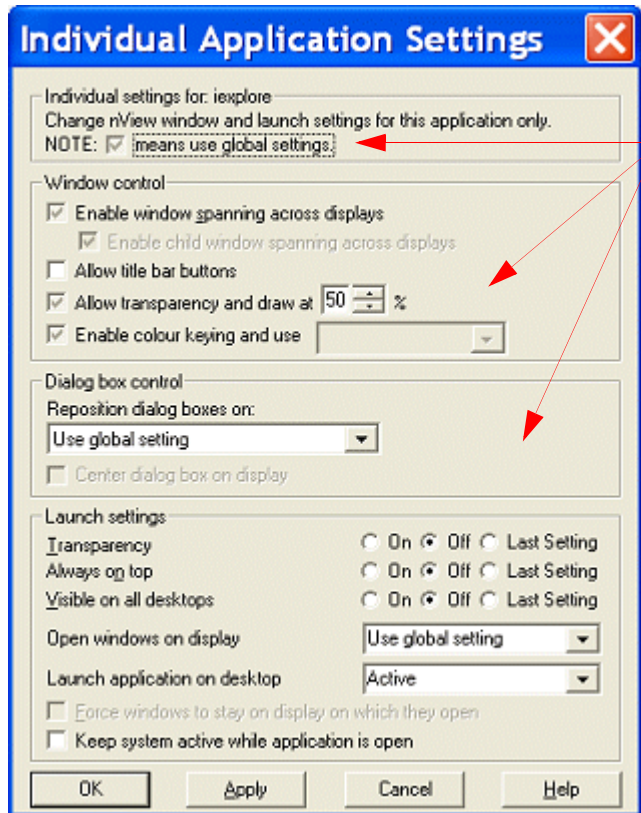 Individual Application Settings
Individual settings for: iexplore
Change nView window and launch settings for this application only.
NOTE: means use global settings.
Window control
Enable window spanning across displays
Enable child window spanning across displays
Allow title bar buttons
Allow transparency and draw at 50 %
Enable colour keying and use
Dialog box control
Reposition dialog boxes on:
Use global setting
Center dialog box on display
Launch settings
Transparency On Off Last Setting
Always on top On Off Last Setting
Visible on all desktops On Off Last Setting
Open windows on display Use global setting
Launch application on desktop Active
Force windows to stay on display on which they open
Keep system active while application is open
OK Apply Cancel Help